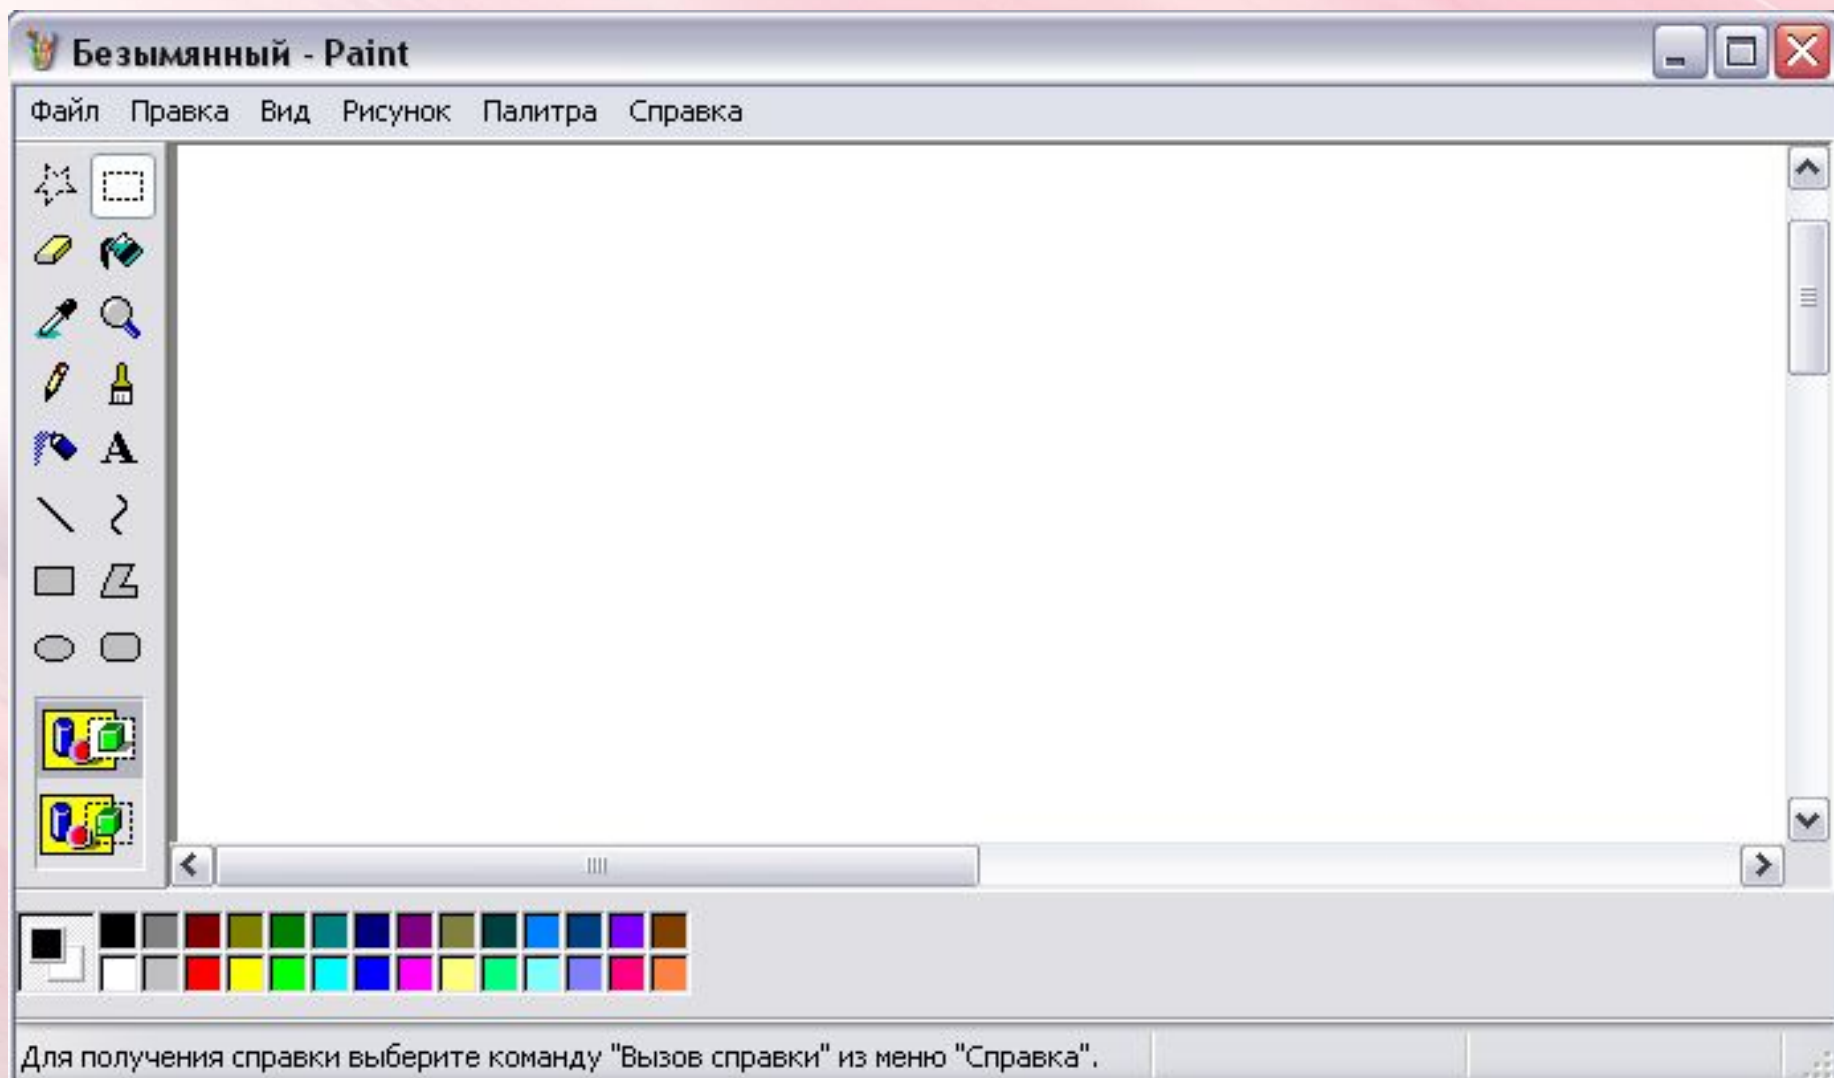 Безымянный - Paint
Файл Правка Вид Рисунок Палитра Справка
A
Для получения справки выберите команду "Вызов справки" из меню "Справка".